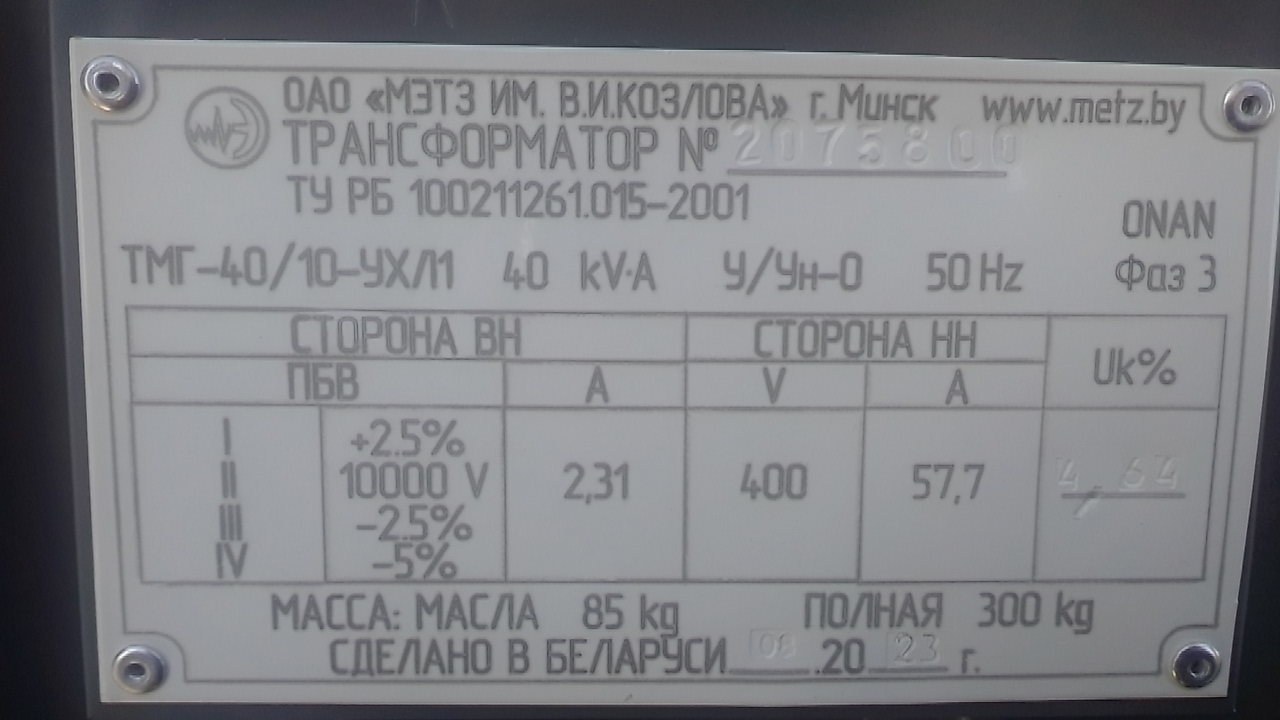 ОАО «МЭТЗ ИМ. В.И.КОЗЛОВА» г. Минск www.metz.by
ТРАНСФОРМАТОР № 2075800
ТУ РБ 100211261.015-2001
ONAN
ТМГ-40/10-УХЛ1 40 kV·A У/Ун-0 50 Hz Фаз 3
СТОРОНА ВН СТОРОНА НН Uk%
ПБВ A V A
I +2.5%
II 10000 V 2,31 400 57,7 4,64
III -2.5%
IV -5%
МАССА: МАСЛА 85 kg ПОЛНАЯ 300 kg
СДЕЛАНО В БЕЛАРУСИ 08.2023 г.